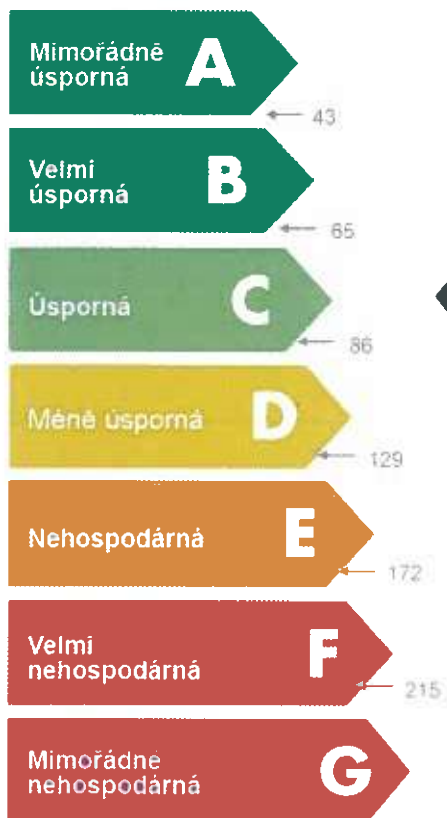 Mimořádně
úsporná
A
43
Velmi
úsporná
B
65
Úsporná
C
86
Méně úsporná
D
129
Nehospodárná
E
172
Velmi
nehospodárná
F
215
Mimořádně
nehospodárná
G